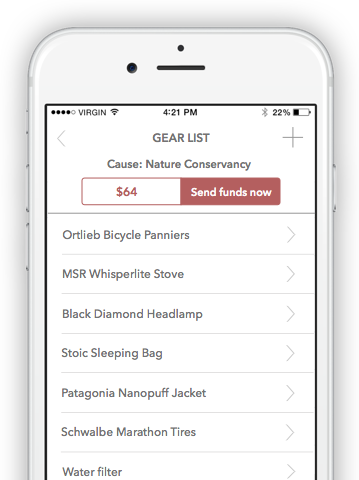 VIRGIN 4:21 PM 22%
GEAR LIST
Cause: Nature Conservancy
$64 Send funds now
Ortlieb Bicycle Panniers
MSR Whisperlite Stove
Black Diamond Headlamp
Stoic Sleeping Bag
Patagonia Nanopuff Jacket
Schwalbe Marathon Tires
Water filter